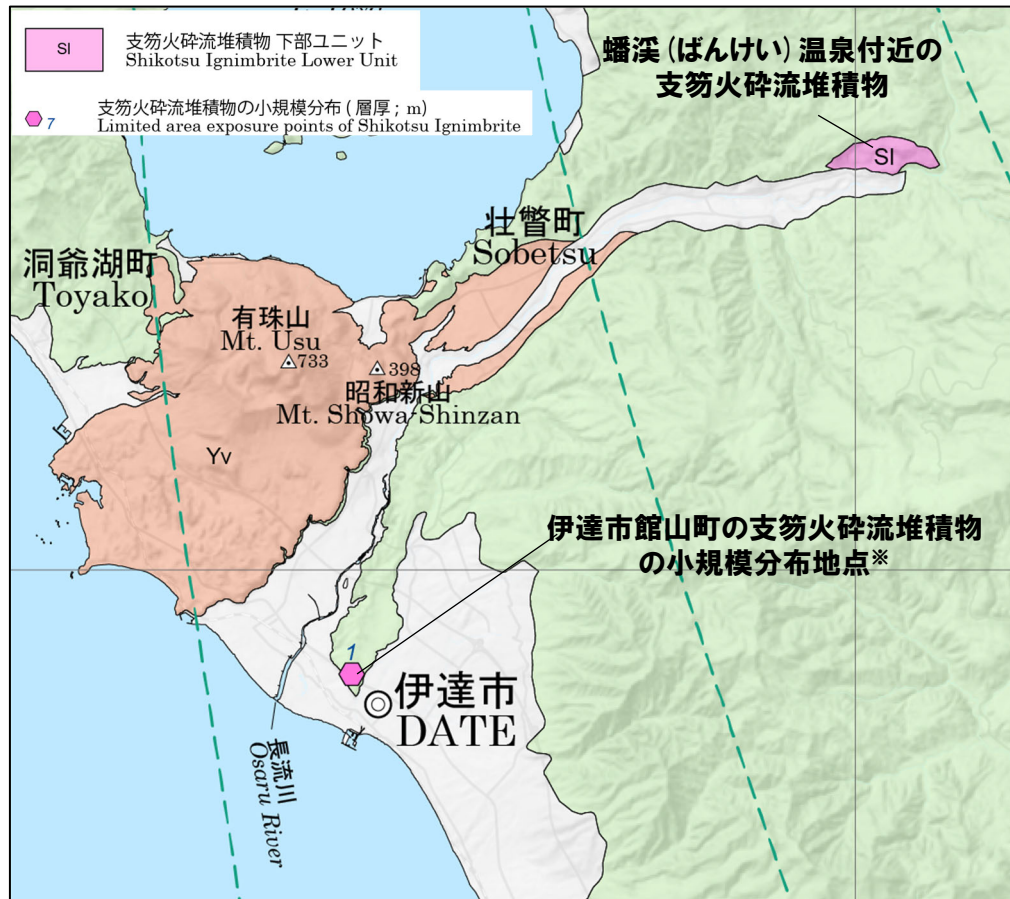 Sl
支笏火砕流堆積物 下部ユニット
Shikotsu Ignimbrite Lower Unit
7
支笏火砕流堆積物の小規模分布 ( 層厚 ; m)
Limited area exposure points of Shikotsu Ignimbrite
蟠渓 (ばんけい) 温泉付近の
支笏火砕流堆積物
Sl
壮瞥町
Sobetsu
洞爺湖町
Toyako
有珠山
Mt. Usu
733
398
昭和新山
Mt. Showa-Shinzan
Yv
伊達市館山町の支笏火砕流堆積物
の小規模分布地点※
1
伊達市
DATE
長流川
Osaru River